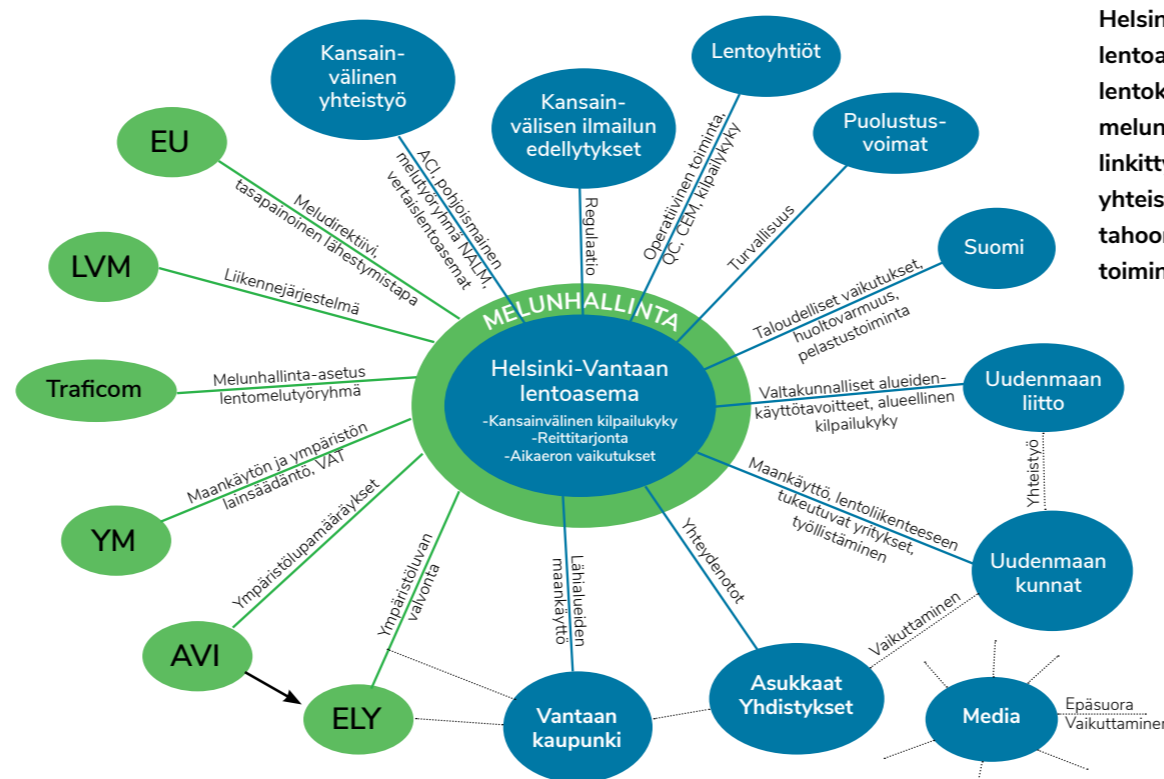 Kansain-
välinen
yhteistyö
Kansain-
välisen ilmailun
edellytykset
Lentoyhtiöt
Puolustus-
voimat
Suomi
Uudenmaan
liitto
Uudenmaan
kunnat
Asukkaat
Yhdistykset
Media
Vantaan
kaupunki
ELY
AVI
YM
Traficom
LVM
EU
MELUNHALLINTA
Helsinki-Vantaan
lentoasema
-Kansainvälinen kilpailukyky
-Reittitarjonta
-Aikaeron vaikutukset
Meludirektiivi,
tasapainoinen lähestymistapa
ACI, pohjoismainen
melutyöryhmä NALM,
vertaislentoasemat
Regulaatio
Operatiivinen toiminta,
QC, CEM, kilpailykyky
Turvallisuus
Taloudelliset vaikutukset,
huoltovarmuus,
pelastustoiminta
Valtakunnalliset alueiden-
käyttötavoitteet, alueellinen
kilpailukyky
Yhteistyö
Maankäyttö, lentoliikenteeseen
tukeutuvat yritykset,
työllistäminen
Vaikuttaminen
Yhteydenotot
Lähialueiden
maankäyttö
Ympäristöluvan
valvonta
Ympäristölupamääräykset
Maankäytön ja ympäristön
lainsäädäntö, VAT
Melunhallinta-asetus
lentomelutyöryhmä
Liikennejärjestelmä
Epäsuora
Vaikuttaminen
Helsin
lentoa
lentok
melun
linkitty
yhteis
tahoo
toimin